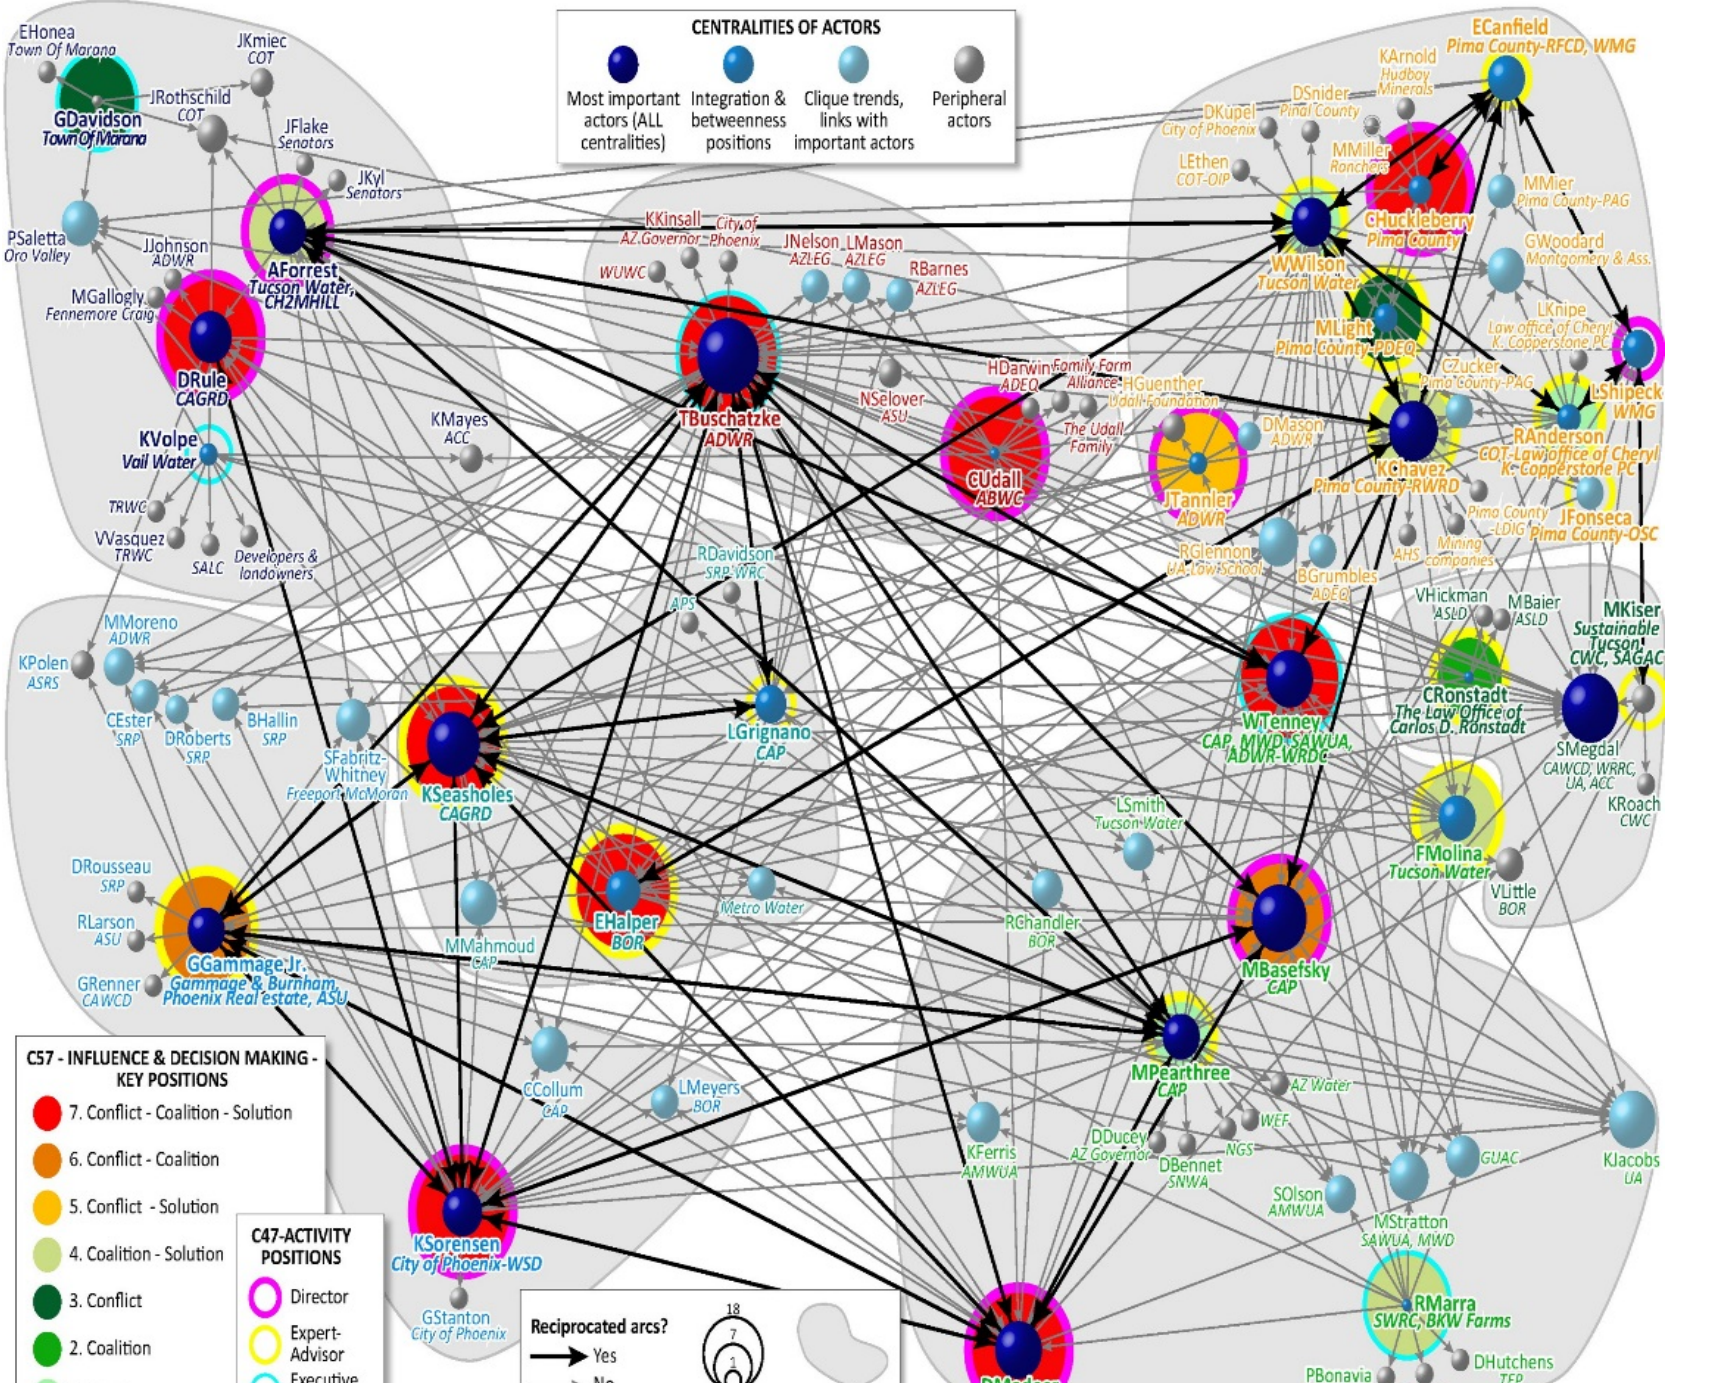 EHonea
Town Of Marana
GDavidson
Town Of Marana
JKmiec
COT
JRothschild
COT
JFlake
Senators
JKyl
Senators
PSaletta
Oro Valley
JJohnson
ADWR
MGallogly
Fennemore Craig
AForrest
Tucson Water,
CH2MHILL
DRule
CAGRD
KVolpe
Vail Water
KMayes
ACC
TRWC
VVasquez
TRWC
SALC
Developers &
landowners
CENTRALITIES OF ACTORS
Most important
actors (ALL
centralities)
Integration &
betweenness
positions
Clique trends,
links with
important actors
Peripheral
actors
KKinsall
AZ Governor
City of
Phoenix
WUWC
JNelson
AZLEG
LMason
AZLEG
RBarnes
AZLEG
TBuschatzke
ADWR
NSelover
ASU
HDarwin
ADEQ
Family Farm
Alliance
The Udall
Family
CUdall
ABWC
ECanfield
Pima County-RFCD, WMG
KArnold
Hudbay
Minerals
DSnider
Pinal County
DKupel
City of Phoenix
LEthen
COT-OIP
MMiller
Ranchers
CHuckleberry
Pima County
MMier
Pima County-PAG
GWoodard
Montgomery & Ass.
WWilson
Tucson Water
MLight
Pima County-PDEQ
LKnipe
Law office of Cheryl
K. Copperstone PC
CZucker
Pima County-PAG
LShipeck
WMG
HGuenther
Udall Foundation
DMason
ADWR
JTannler
ADWR
KChavez
Pima County-RWRD
RAnderson
COT-Law office of Cheryl
K. Copperstone PC
JFonseca
Pima County-OSC
Pima County
-LDIG
Mining
companies
AHS
RGlennon
UA-Law School
BGrumbles
ADEQ
RDavidson
SRP-WRC
APS
LGrignano
CAP
KSeasholes
CAGRD
EHalper
BOR
Metro Water
MMahmoud
CAP
MMoreno
ADWR
KPolen
ASRS
CEster
SRP
DRoberts
SRP
BHallin
SRP
SFabritz-
Whitney
Freeport McMoran
DRousseau
SRP
RLarson
ASU
GRenner
CAWCD
GGammage Jr.
Gammage & Burnham,
Phoenix Real estate, ASU
CCollum
CAP
LMeyers
BOR
KSorensen
City of Phoenix-WSD
GStanton
City of Phoenix
VHickman
ASLD
MBaier
ASLD
MKiser
Sustainable
Tucson,
CWC, SAGAC
CRonstadt
The Law Office of
Carlos D. Ronstadt
SMegdal
CAWCD, WRRC,
UA, ACC
KRoach
CWC
VLittle
BOR
WTenney
CAP, MWD-SAWUA,
ADWR-WRDC
LSmith
Tucson Water
FMolina
Tucson Water
RChandler
BOR
MBasefsky
CAP
MPearthree
CAP
AZ Water
WEF
NGS
DDucey
AZ Governor
DBennet
SNWA
KFerris
AMWUA
SOlson
AMWUA
GUAC
MStratton
SAWUA, MWD
KJacobs
UA
RMarra
SWRC, BKW Farms
DHutchens
TEP
PBonavia
C57 - INFLUENCE & DECISION MAKING -
KEY POSITIONS
7. Conflict - Coalition - Solution
6. Conflict - Coalition
5. Conflict - Solution
4. Coalition - Solution
3. Conflict
2. Coalition
C47-ACTIVITY
POSITIONS
Director
Expert-
Advisor
Executive
Reciprocated arcs?
Yes
No
18
7
1